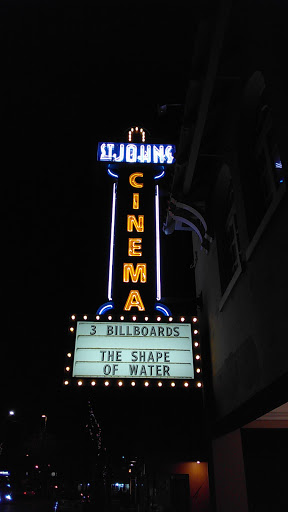 ST. JOHNS
CINEMA
3 BILLBOARDS
THE SHAPE
OF WATER